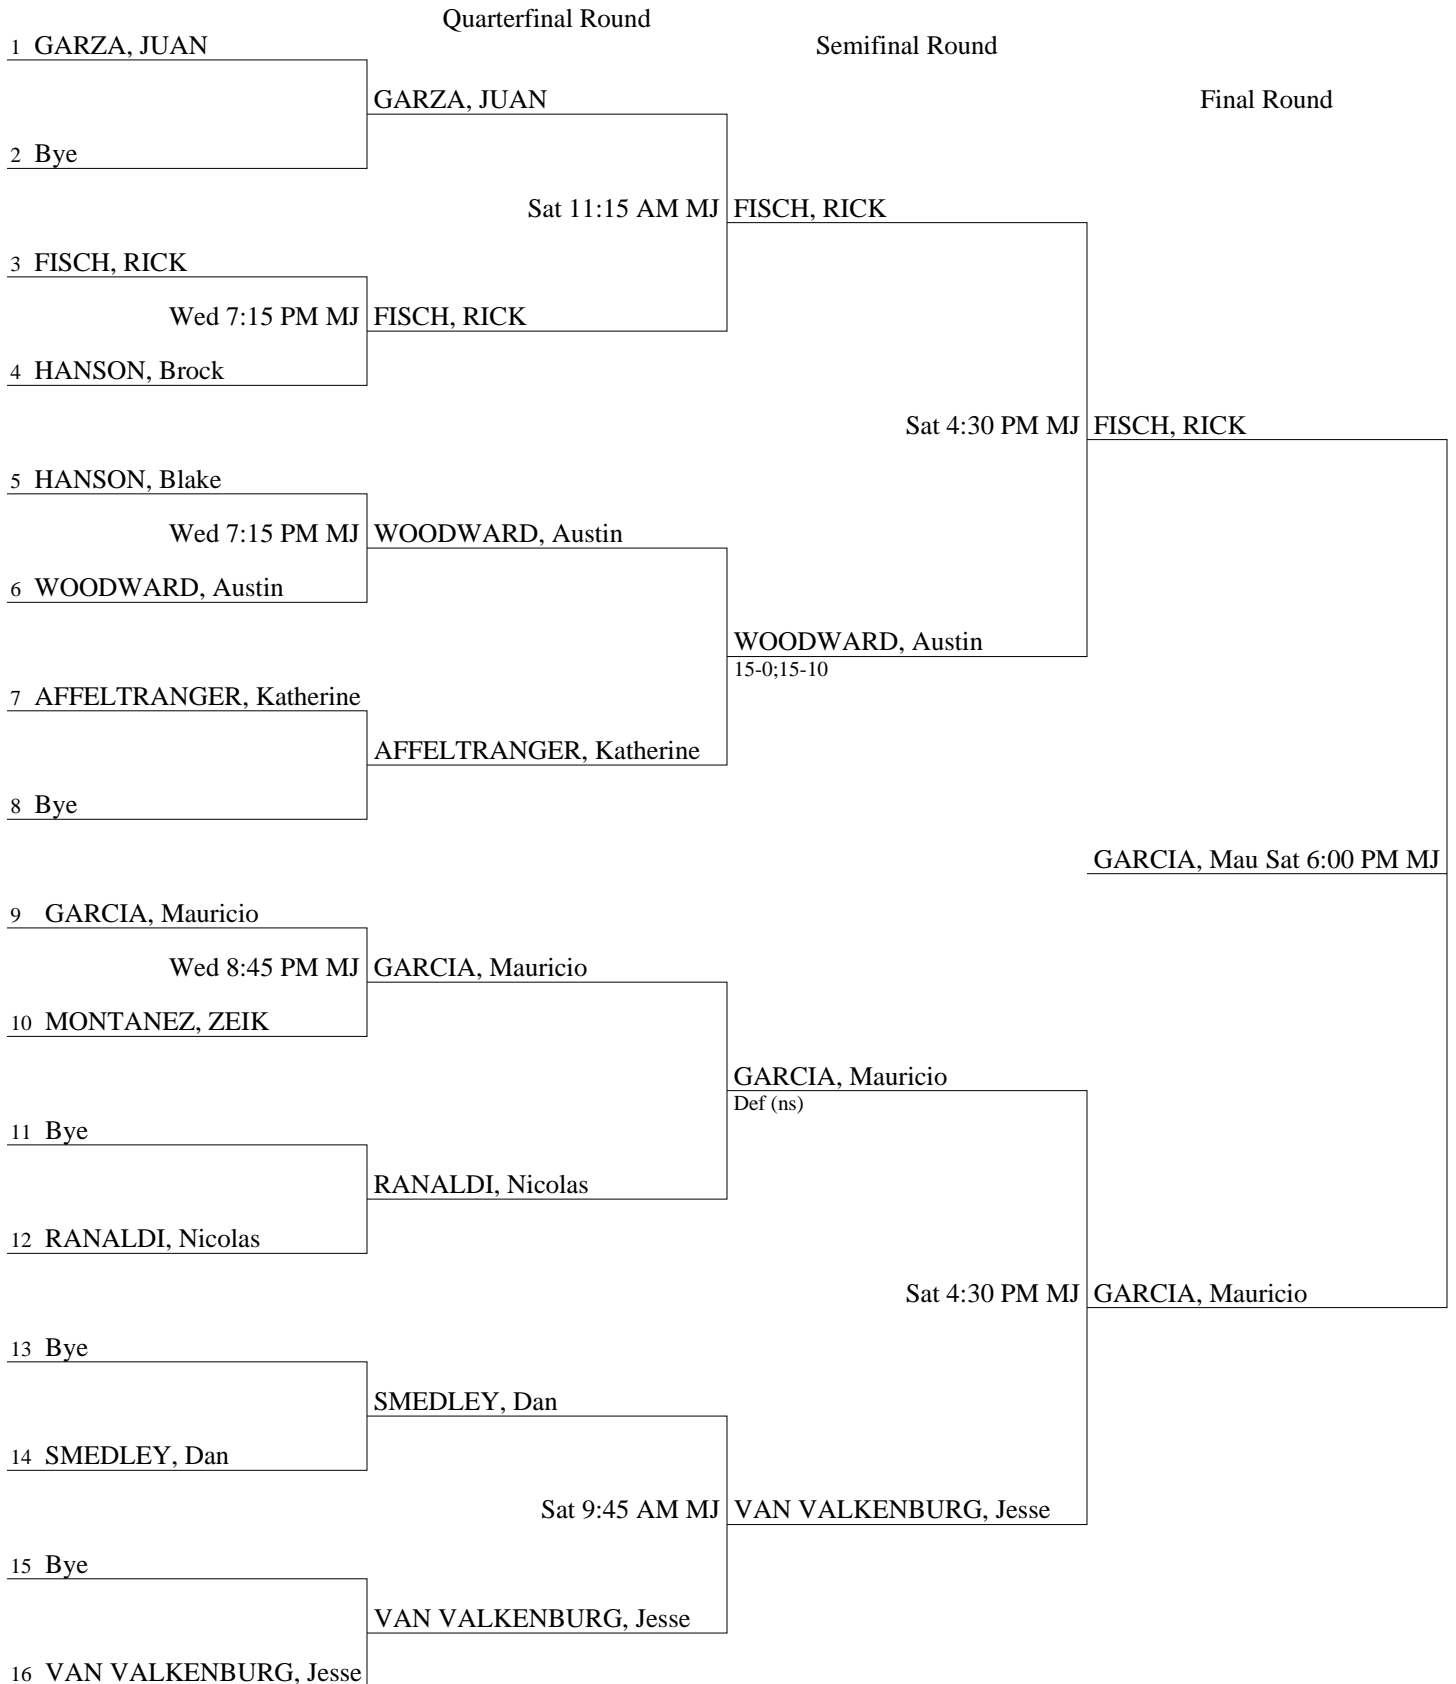 Quarterfinal Round
1 GARZA, JUAN
Semifinal Round
GARZA, JUAN
Final Round
2 Bye
Sat 11:15 AM MJ FISCH, RICK
3 FISCH, RICK
Wed 7:15 PM MJ FISCH, RICK
4 HANSON, Brock
Sat 4:30 PM MJ FISCH, RICK
5 HANSON, Blake
Wed 7:15 PM MJ WOODWARD, Austin
6 WOODWARD, Austin
WOODWARD, Austin
15-0;15-10
7 AFFELTRANGER, Katherine
AFFELTRANGER, Katherine
8 Bye
GARCIA, Mau Sat 6:00 PM MJ
9 GARCIA, Mauricio
Wed 8:45 PM MJ GARCIA, Mauricio
10 MONTANEZ, ZEIK
GARCIA, Mauricio
Def (ns)
11 Bye
RANALDI, Nicolas
12 RANALDI, Nicolas
Sat 4:30 PM MJ GARCIA, Mauricio
13 Bye
SMEDLEY, Dan
14 SMEDLEY, Dan
Sat 9:45 AM MJ VAN VALKENBURG, Jesse
15 Bye
VAN VALKENBURG, Jesse
16 VAN VALKENBURG, Jesse